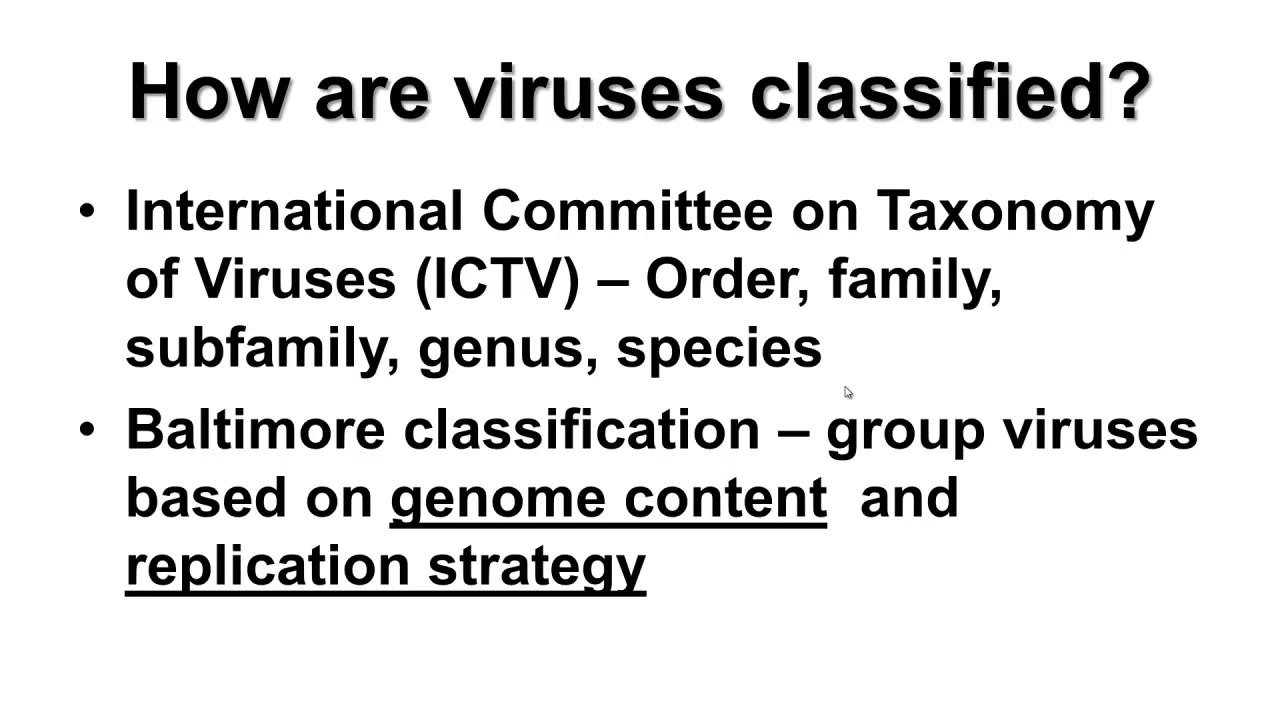 How are viruses classified?
• International Committee on Taxonomy
of Viruses (ICTV) – Order, family,
subfamily, genus, species
• Baltimore classification – group viruses
based on genome content and
replication strategy